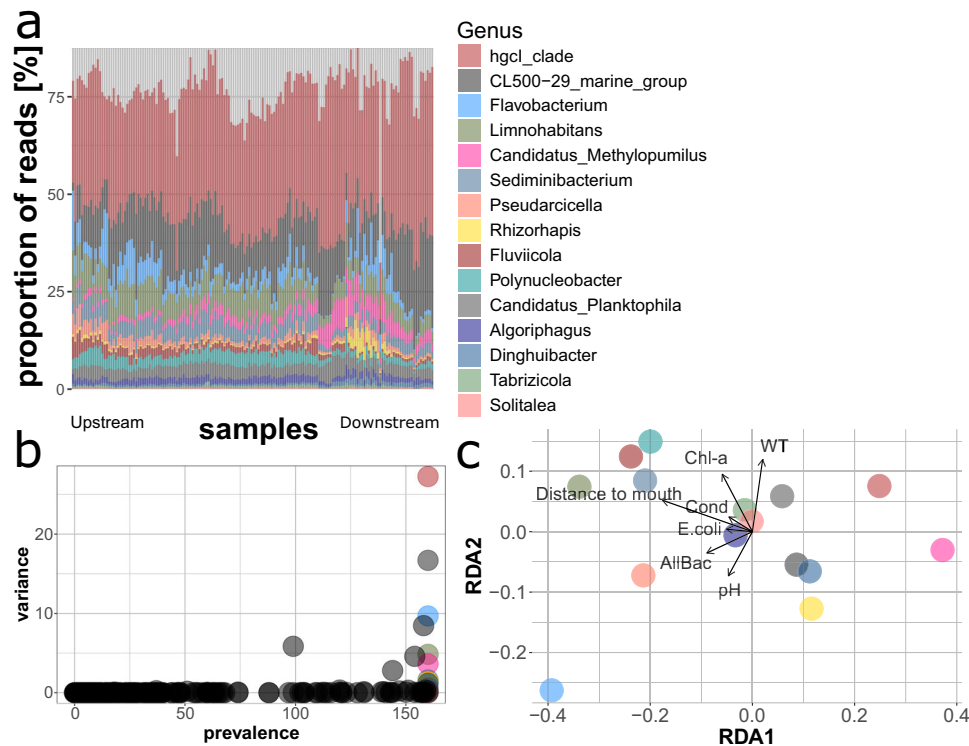 a
proportion of reads [%]
75
50
25
0
Upstream
samples
Downstream
Genus
hgcI_clade
CL500−29_marine_group
Flavobacterium
Limnohabitans
Candidatus_Methylopumilus
Sediminibacterium
Pseudarcicella
Rhizorhapis
Fluviicola
Polynucleobacter
Candidatus_Planktophila
Algoriphagus
Dinghuibacter
Tabrizicola
Solitalea
b
variance
20
10
0
0
50
100
150
prevalence
c
RDA2
0.1
0.0
−0.1
−0.2
Chl-a
WT
Distance to mouth
Cond
E.coli
AllBac
pH
−0.4
−0.2
0.0
0.2
0.4
RDA1